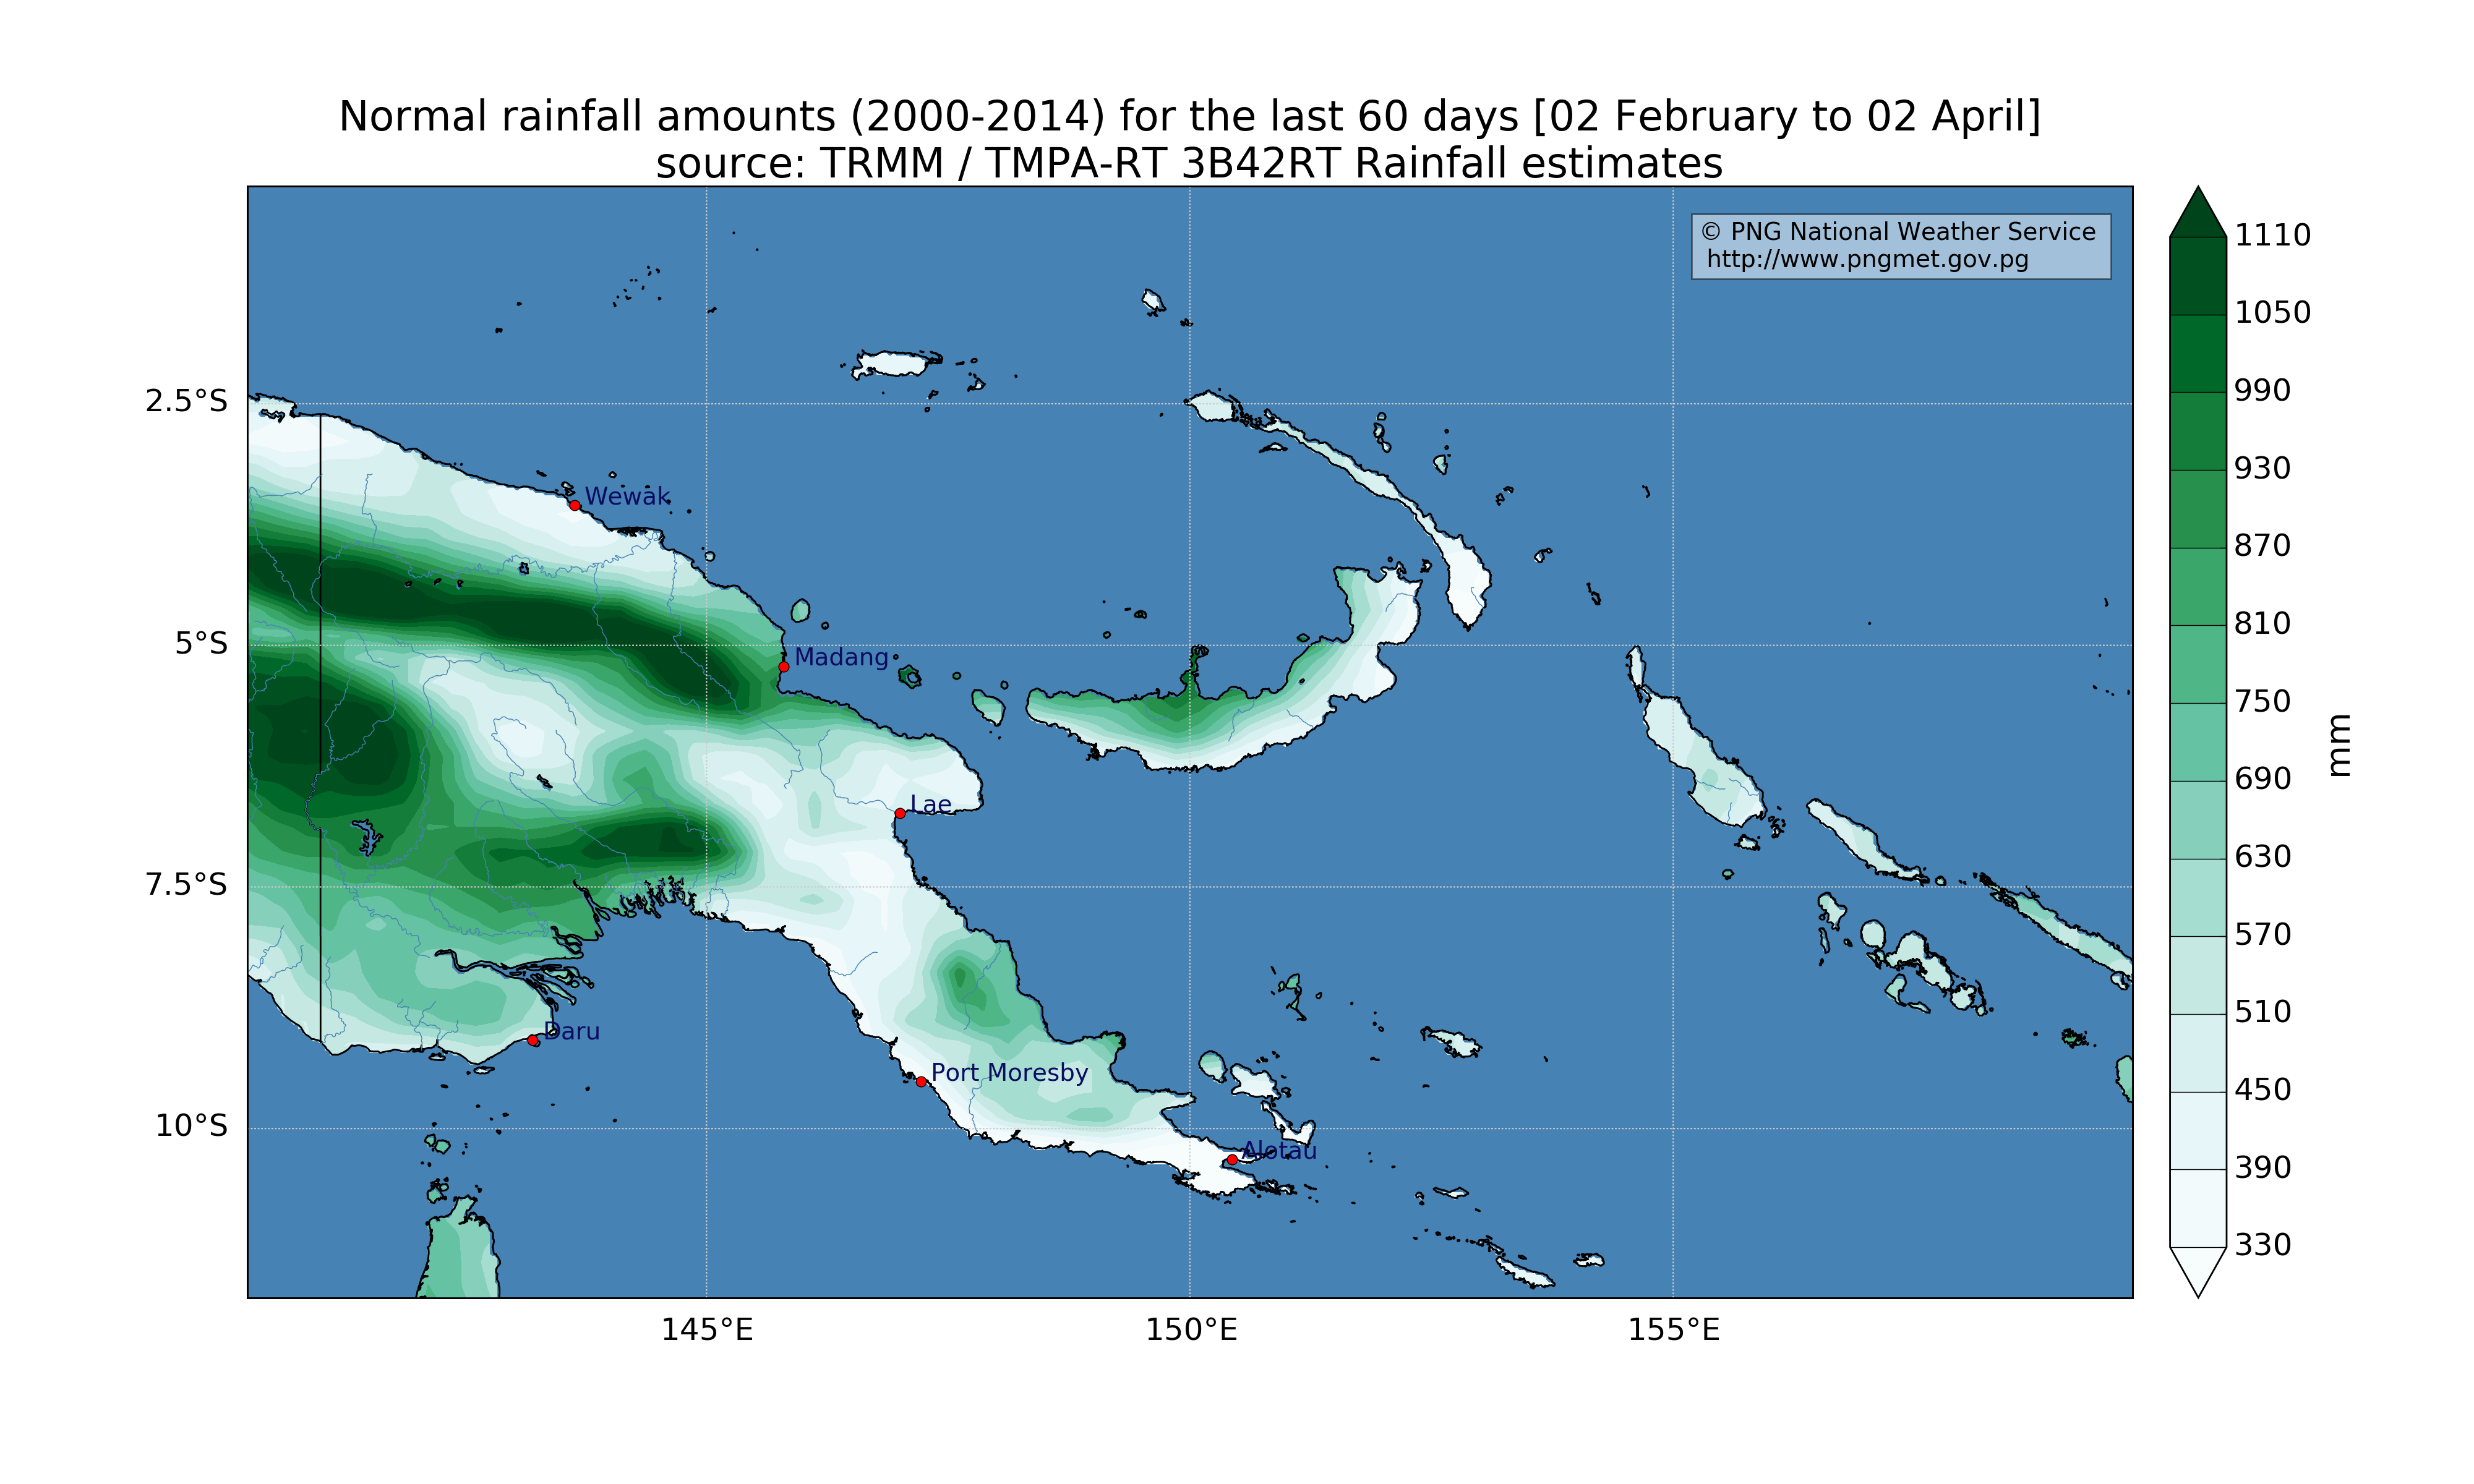 Normal rainfall amounts (2000-2014) for the last 60 days [02 February to 02 April]
source: TRMM / TMPA-RT 3B42RT Rainfall estimates
© PNG National Weather Service
http://www.pngmet.gov.pg
1110
1050
990
930
870
810
750
690
630
570
510
450
390
330
mm
2.5°S
5°S
7.5°S
10°S
Wewak
Madang
Lae
Daru
Port Moresby
Alotau
145°E
150°E
155°E